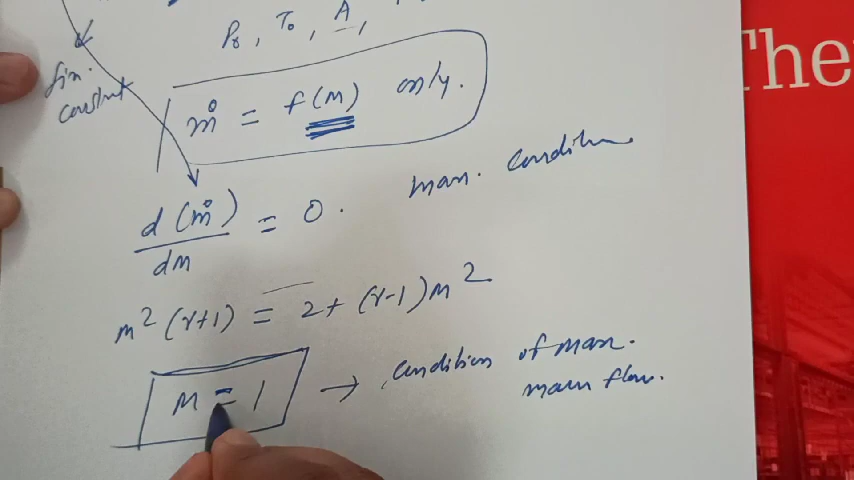 P₀, T₀, A,
fix.
constnt
ṁ = f(M) only.
d(ṁ)/dM = 0. max. condition
M²(γ+1) = 2+(γ-1)M²
M = 1 → condition of max.
mass flow.
The